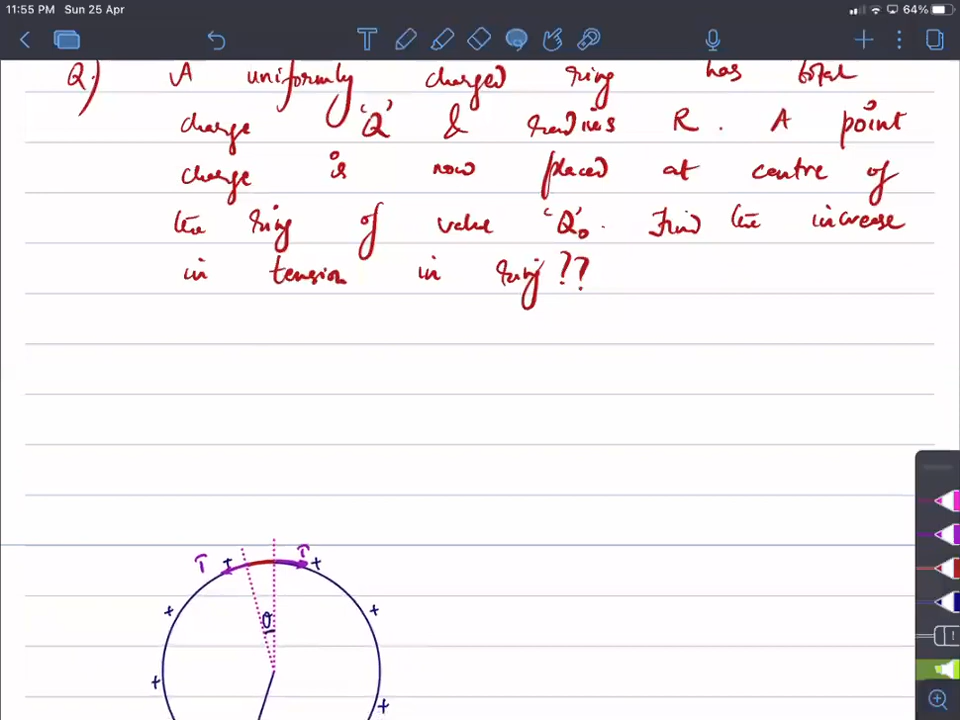 11:55 PM Sun 25 Apr 64%
Q.) A uniformly charged ring has total
charge 'Q' & radius R. A point
charge is now placed at centre of
the ring of value 'Q₀'. Find the increase
in tension in ring ??
T + T +
θ
+ +
+ +